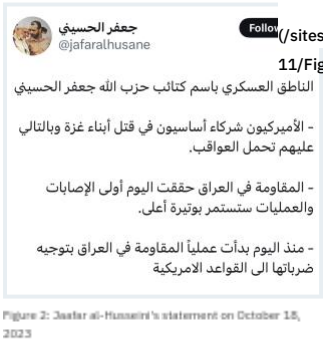 جعفر الحسيني
@jafaralhusane
Follow
(/sites
11/Fig
الناطق العسكري باسم كتائب حزب الله جعفر الحسيني
- الأميركيون شركاء أساسيون في قتل أبناء غزة وبالتالي
عليهم تحمل العواقب.
- المقاومة في العراق حققت اليوم أولى الإصابات
والعمليات ستستمر بوتيرة أعلى.
- منذ اليوم بدأت عملياً المقاومة في العراق بتوجيه
ضرباتها الى القواعد الامريكية
Figure 2: Jaafar al-Husseini's statement on October 18,
2023